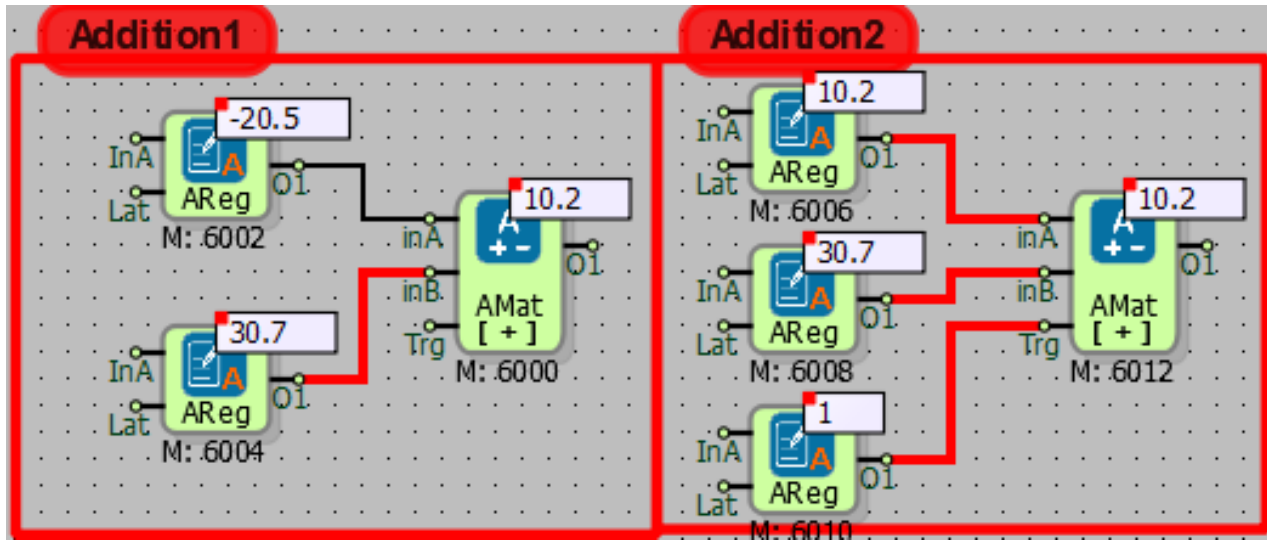 Addition1
-20.5
InA
Lat
O1
A
AReg
M: 6002
30.7
InA
Lat
O1
A
AReg
M: 6004
10.2
inA
inB
Trg
O1
A
+ -
AMat
[ + ]
M: 6000
Addition2
10.2
InA
Lat
O1
A
AReg
M: 6006
30.7
InA
Lat
O1
A
AReg
M: 6008
1
InA
Lat
O1
A
AReg
M: 6010
10.2
inA
inB
Trg
O1
A
+ -
AMat
[ + ]
M: 6012